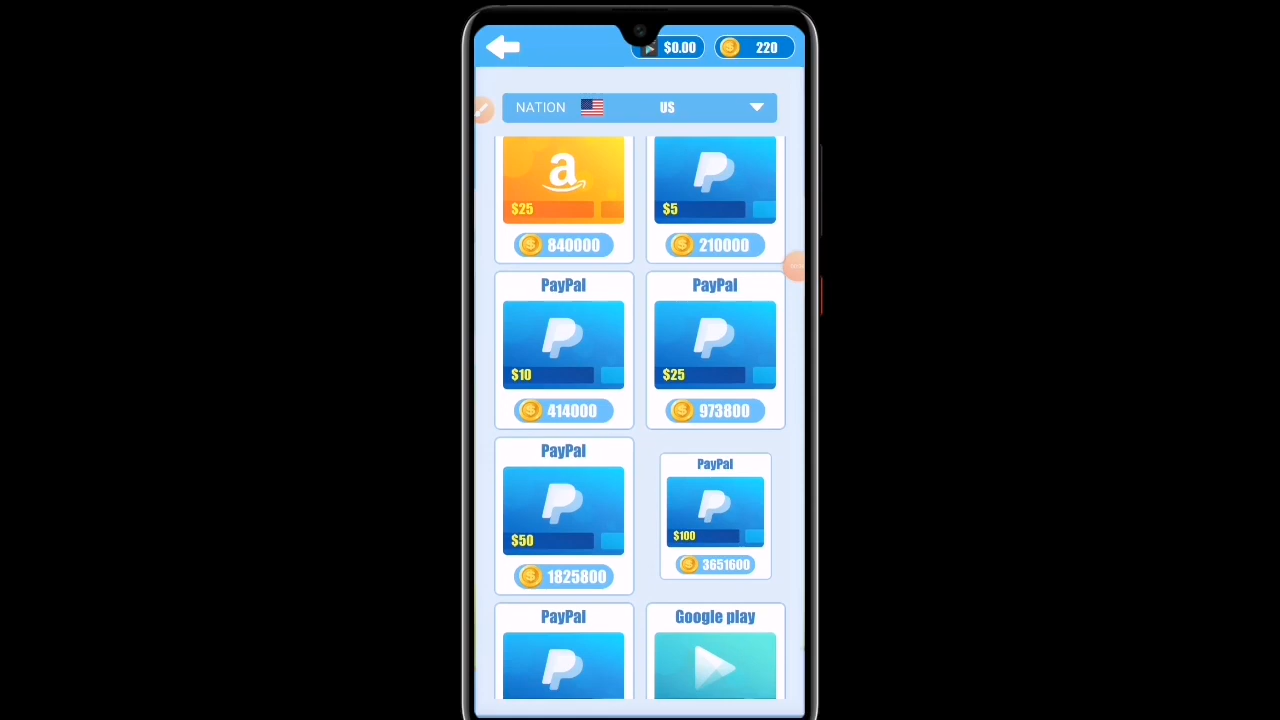 $0.00
220
NATION
US
a
$25
840000
$5
210000
PayPal
$10
414000
PayPal
$25
973800
PayPal
$50
1825800
PayPal
$100
3651600
PayPal
Google play